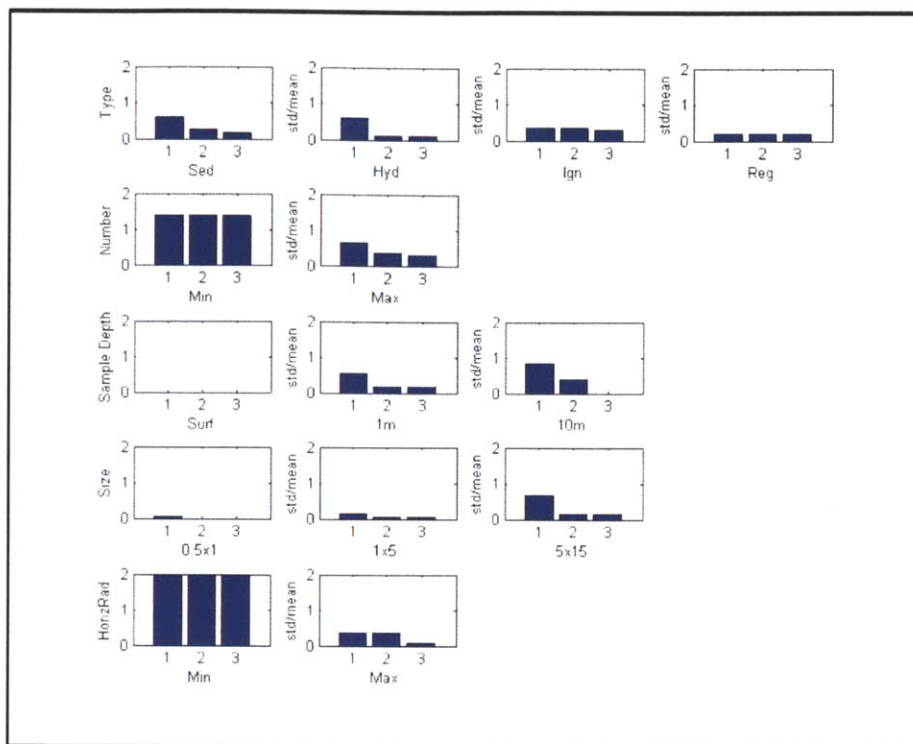 Type
2
1
0
1 2 3
Sed
std/mean
2
1
0
1 2 3
Hyd
std/mean
2
1
0
1 2 3
Ign
std/mean
2
1
0
1 2 3
Reg
Number
2
1
0
1 2 3
Min
std/mean
2
1
0
1 2 3
Max
Sample Depth
2
1
0
1 2 3
Surf
std/mean
2
1
0
1 2 3
1m
std/mean
2
1
0
1 2 3
10m
Size
2
1
0
1 2 3
0.5x1
std/mean
2
1
0
1 2 3
1x5
std/mean
2
1
0
1 2 3
5x15
HorizRad
2
1
0
1 2 3
Min
std/mean
2
1
0
1 2 3
Max